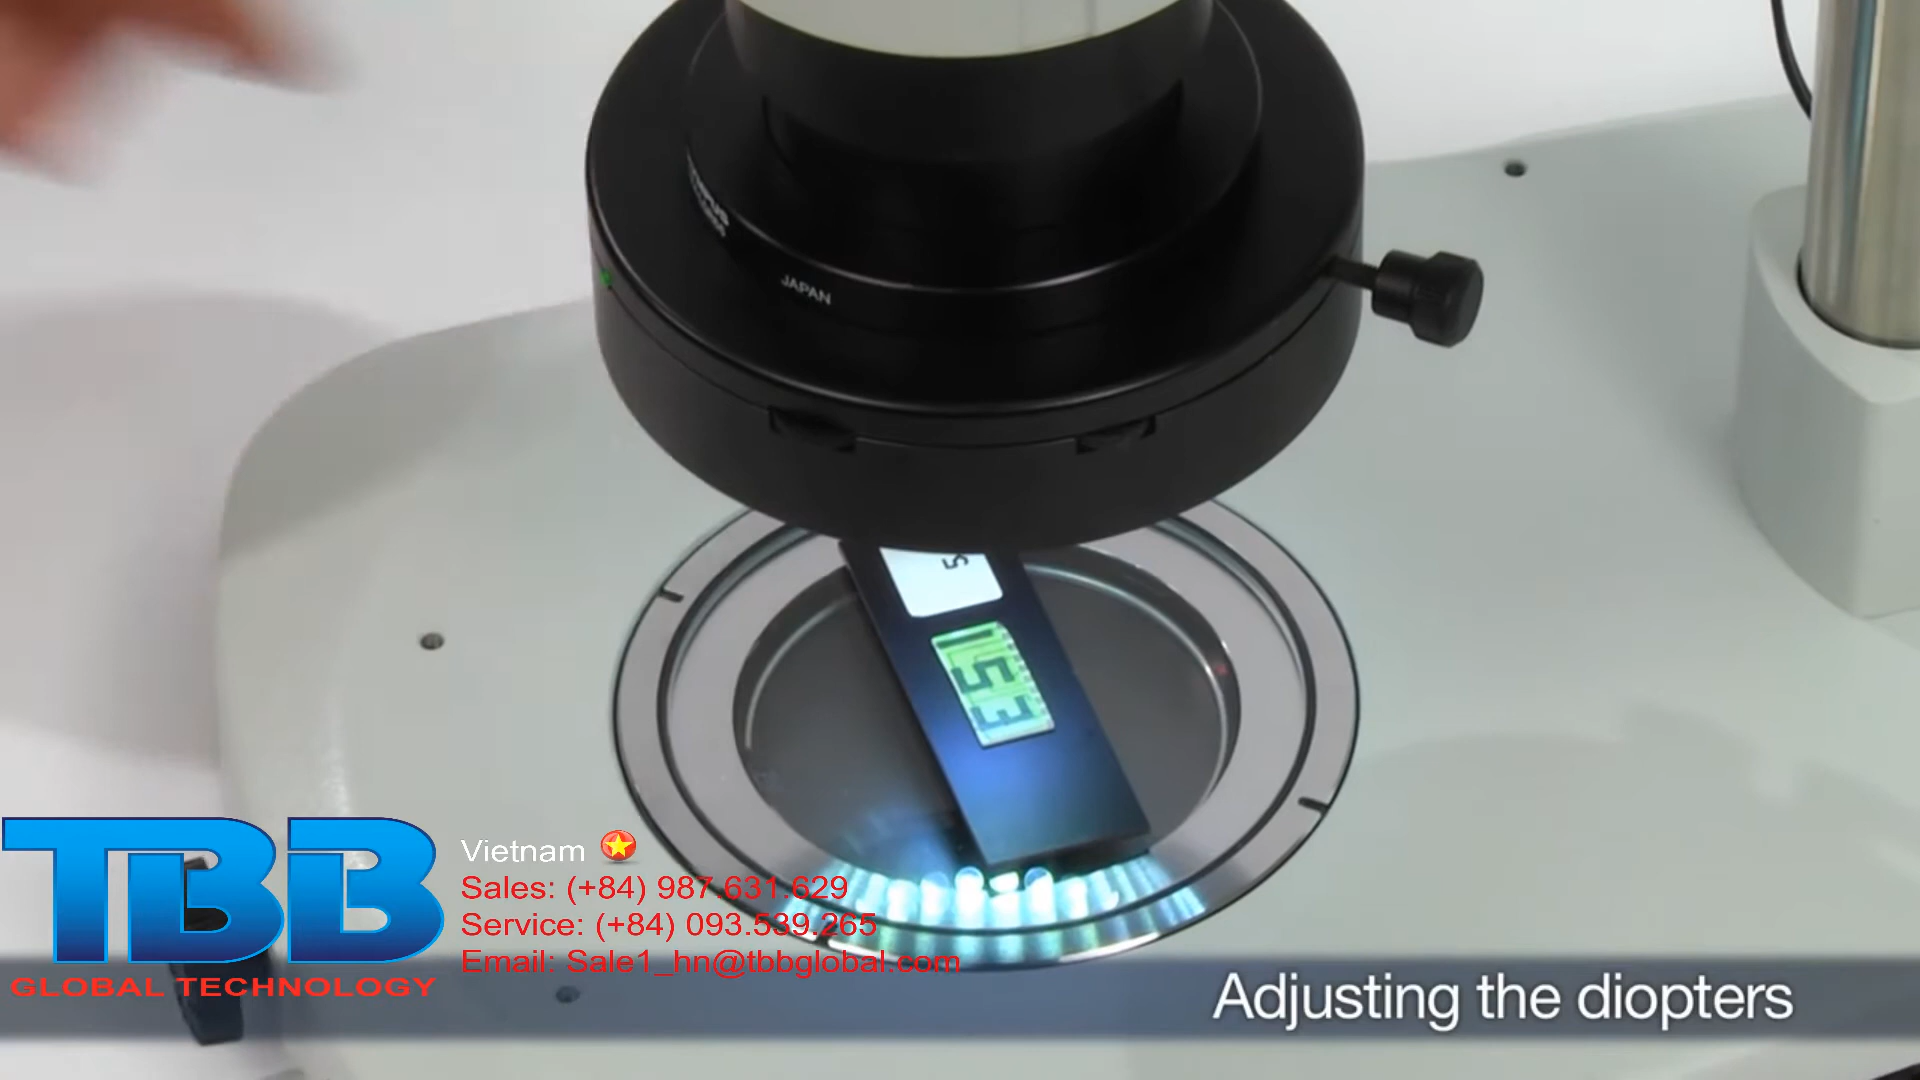 JAPAN
5
153
TBB
GLOBAL TECHNOLOGY
Vietnam
Sales: (+84) 987.631.629
Service: (+84) 093.539.265
Email: Sale1_hn@tbbglobal.com
Adjusting the diopters